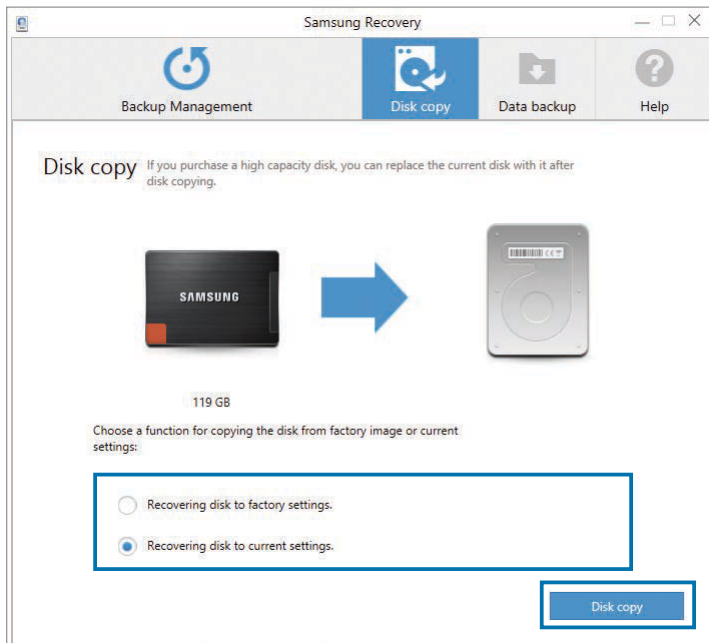 Samsung Recovery
Backup Management
Disk copy
Data backup
Help
Disk copy
If you purchase a high capacity disk, you can replace the current disk with it after
disk copying.
SAMSUNG
119 GB
Choose a function for copying the disk from factory image or current
settings:
Recovering disk to factory settings.
Recovering disk to current settings.
Disk copy